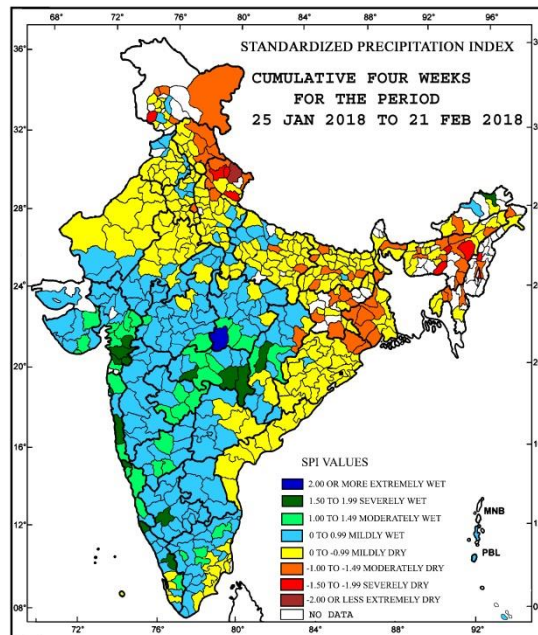 72° 76° 80° 84° 88° 92° 96°
36°
STANDARDIZED PRECIPITATION INDEX
CUMULATIVE FOUR WEEKS
FOR THE PERIOD
25 JAN 2018 TO 21 FEB 2018
32°
28°
24°
20°
16°
12°
08°
SPI VALUES
2.00 OR MORE EXTREMELY WET
1.50 TO 1.99 SEVERELY WET
1.00 TO 1.49 MODERATELY WET
0 TO 0.99 MILDLY WET
0 TO -0.99 MILDLY DRY
-1.00 TO -1.49 MODERATELY DRY
-1.50 TO -1.99 SEVERELY DRY
-2.00 OR LESS EXTREMELY DRY
NO DATA
MNB
PBL
68° 72° 76° 80° 84° 88° 92°